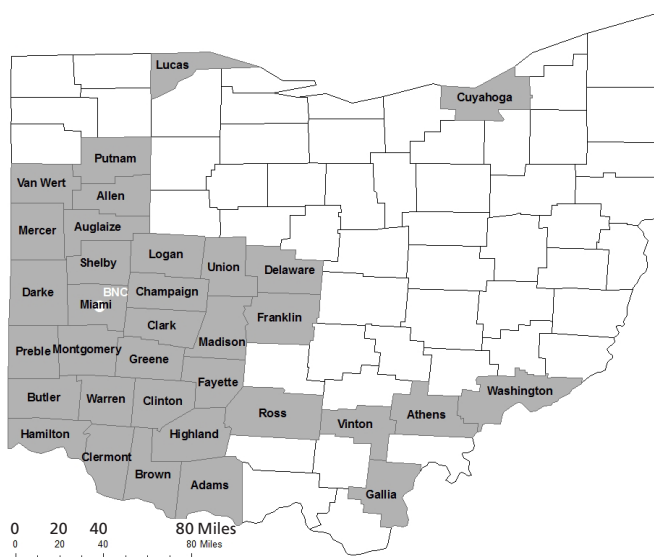 Lucas
Cuyahoga
Putnam
Van Wert
Allen
Mercer
Auglaize
Logan
Shelby
Union
Delaware
Darke
BNC
Champaign
Miami
Franklin
Clark
Madison
Preble
Montgomery
Greene
Fayette
Washington
Butler
Warren
Clinton
Ross
Athens
Vinton
Hamilton
Highland
Clermont
Brown
Adams
Gallia
0 20 40 80 Miles
0 20 40 80 Miles